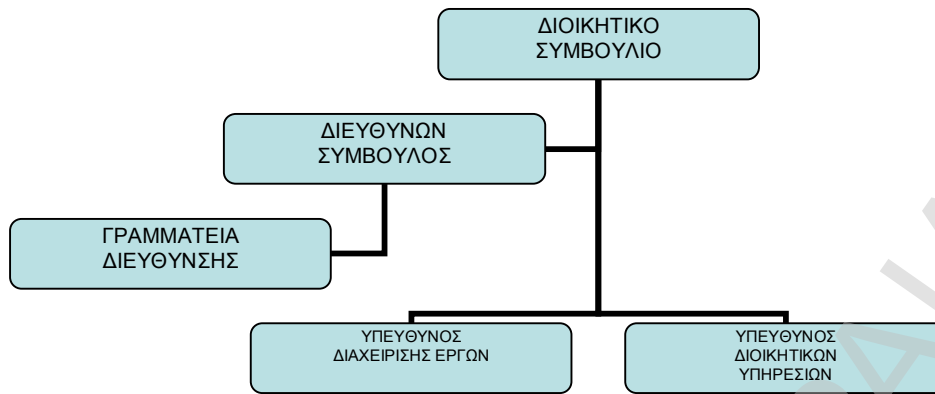 ΔΙΟΙΚΗΤΙΚΟ
ΣΥΜΒΟΥΛΙΟ
ΔΙΕΥΘΥΝΩΝ
ΣΥΜΒΟΥΛΟΣ
ΓΡΑΜΜΑΤΕΙΑ
ΔΙΕΥΘΥΝΣΗΣ
ΥΠΕΥΘΥΝΟΣ
ΔΙΑΧΕΙΡΙΣΗΣ ΕΡΓΩΝ
ΥΠΕΥΘΥΝΟΣ
ΔΙΟΙΚΗΤΙΚΩΝ
ΥΠΗΡΕΣΙΩΝ